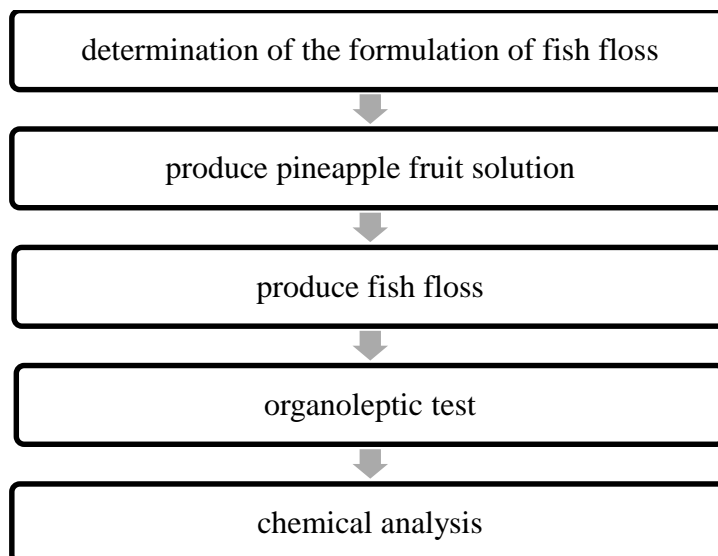 determination of the formulation of fish floss
produce pineapple fruit solution
produce fish floss
organoleptic test
chemical analysis